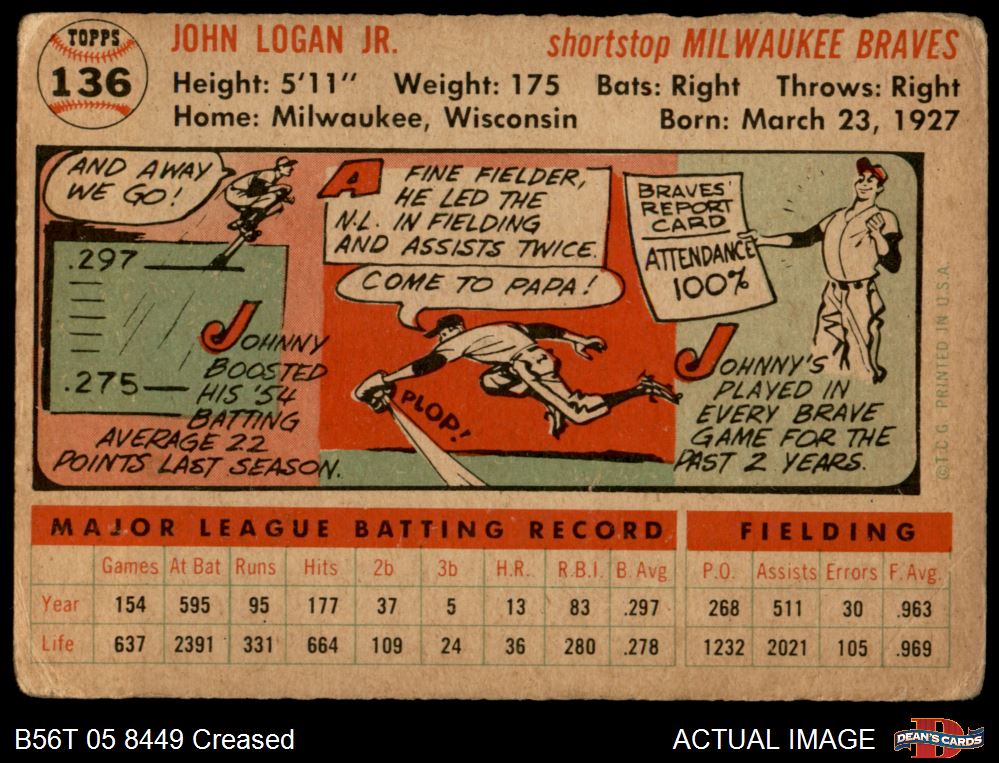 TOPPS
136
JOHN LOGAN JR.
shortstop MILWAUKEE BRAVES
Height: 5'11" Weight: 175 Bats: Right Throws: Right
Home: Milwaukee, Wisconsin Born: March 23, 1927
AND AWAY
WE GO!
.297
.275
JOHNNY
BOOSTED
HIS '54
BATTING
AVERAGE 22
POINTS LAST SEASON.
A FINE FIELDER,
HE LED THE
N.L. IN FIELDING
AND ASSISTS TWICE.
COME TO PAPA!
PLOP!
BRAVES'
REPORT
CARD
ATTENDANCE
100%
JOHNNY'S
PLAYED IN
EVERY BRAVE
GAME FOR THE
PAST 2 YEARS.
©T.C.G. PRINTED IN U.S.A.
MAJOR LEAGUE BATTING RECORD FIELDING
Games At Bat Runs Hits 2b 3b H.R. R.B.I. B. Avg. P.O. Assists Errors F. Avg.
Year 154 595 95 177 37 5 13 83 .297 268 511 30 .963
Life 637 2391 331 664 109 24 36 280 .278 1232 2021 105 .969
B56T 05 8449 Creased
ACTUAL IMAGE
DEAN'S CARDS